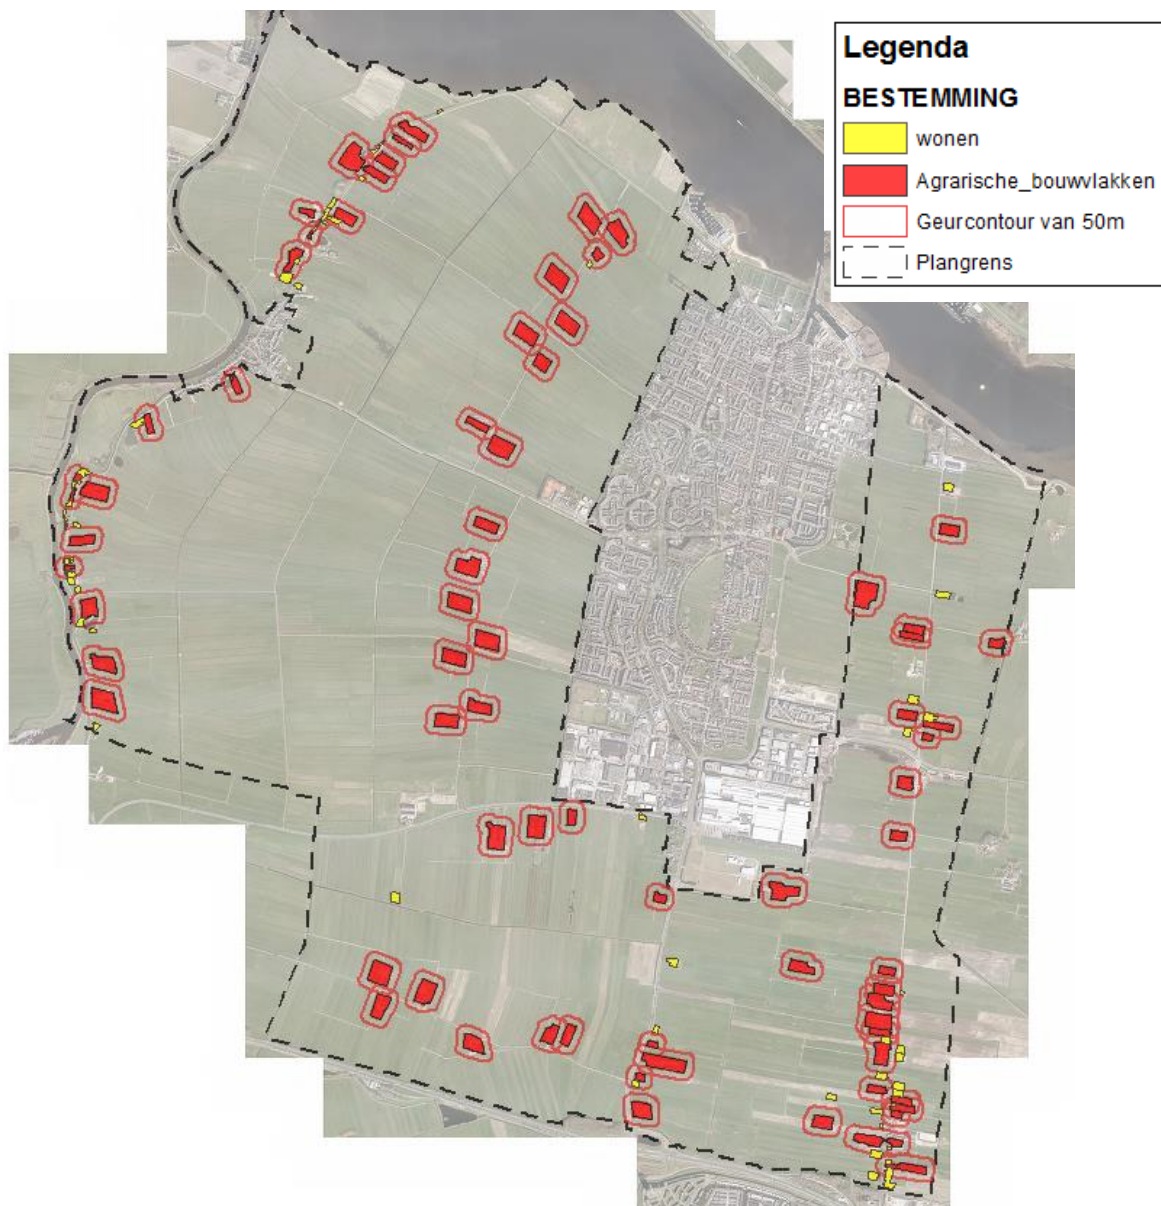 Legenda
BESTEMMING
wonen
Agrarische_bouwvlakken
Geurcontour van 50m
Plangrens